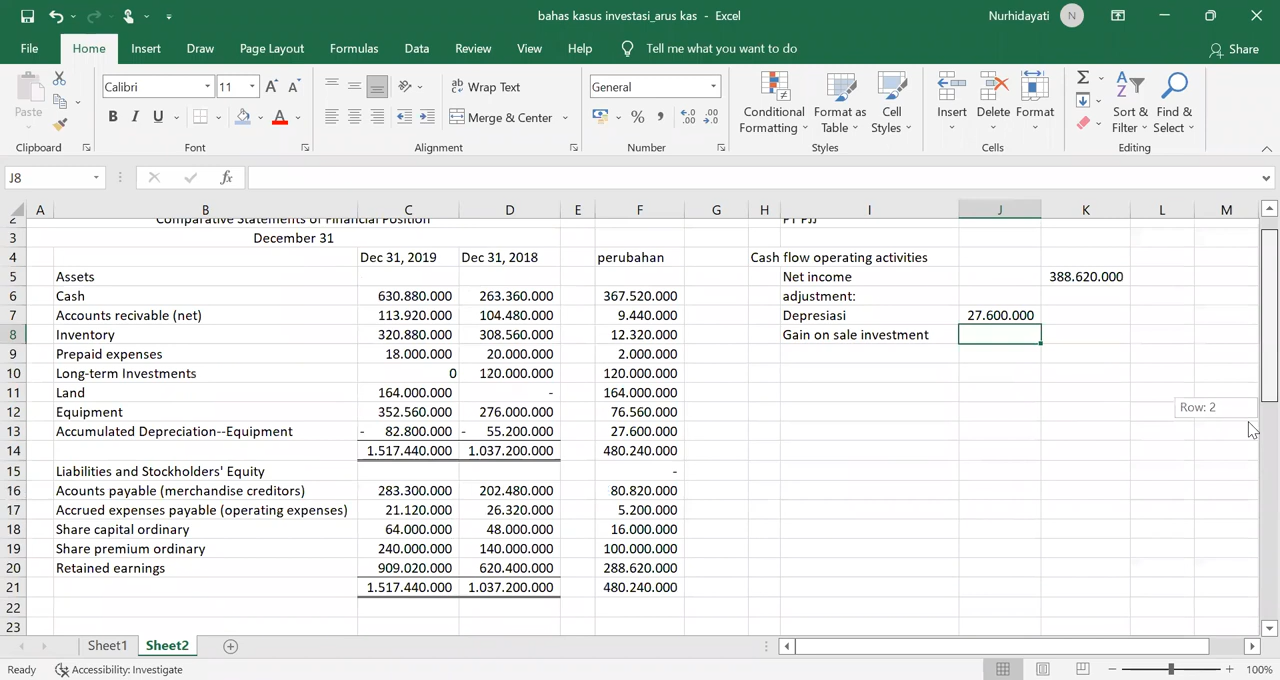 bahas kasus investasi_arus kas - Excel
Nurhidayati N
File Home Insert Draw Page Layout Formulas Data Review View Help Tell me what you want to do Share
Calibri 11 Wrap Text General
Paste B I U Merge & Center % Conditional Formatting Format as Table Cell Styles Insert Delete Format Sort & Filter Find & Select
Clipboard Font Alignment Number Styles Cells Editing
J8 fx
A B C D E F G H I J K L M
2 Comparative Statements of Financial Position PT PJJ
3 December 31
4 Dec 31, 2019 Dec 31, 2018 perubahan Cash flow operating activities
5 Assets Net income 388.620.000
6 Cash 630.880.000 263.360.000 367.520.000 adjustment:
7 Accounts recivable (net) 113.920.000 104.480.000 9.440.000 Depresiasi 27.600.000
8 Inventory 320.880.000 308.560.000 12.320.000 Gain on sale investment
9 Prepaid expenses 18.000.000 20.000.000 2.000.000
10 Long-term Investments 0 120.000.000 120.000.000
11 Land 164.000.000 - 164.000.000
Row: 2
12 Equipment 352.560.000 276.000.000 76.560.000
13 Accumulated Depreciation--Equipment - 82.800.000 - 55.200.000 27.600.000
14 1.517.440.000 1.037.200.000 480.240.000
15 Liabilities and Stockholders' Equity -
16 Acounts payable (merchandise creditors) 283.300.000 202.480.000 80.820.000
17 Accrued expenses payable (operating expenses) 21.120.000 26.320.000 5.200.000
18 Share capital ordinary 64.000.000 48.000.000 16.000.000
19 Share premium ordinary 240.000.000 140.000.000 100.000.000
20 Retained earnings 909.020.000 620.400.000 288.620.000
21 1.517.440.000 1.037.200.000 480.240.000
22
23
Sheet1 Sheet2
Ready Accessibility: Investigate 100%